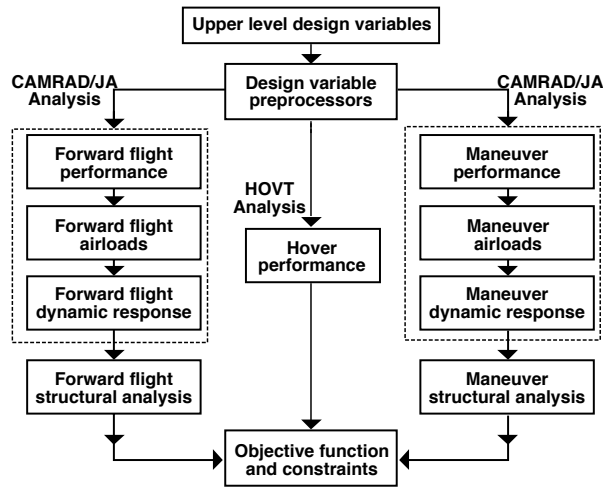 Upper level design variables
CAMRAD/JA
Analysis
Design variable
preprocessors
CAMRAD/JA
Analysis
Forward flight
performance
Forward flight
airloads
Forward flight
dynamic response
Forward flight
structural analysis
HOVT
Analysis
Hover
performance
Maneuver
performance
Maneuver
airloads
Maneuver
dynamic response
Maneuver
structural analysis
Objective function
and constraints